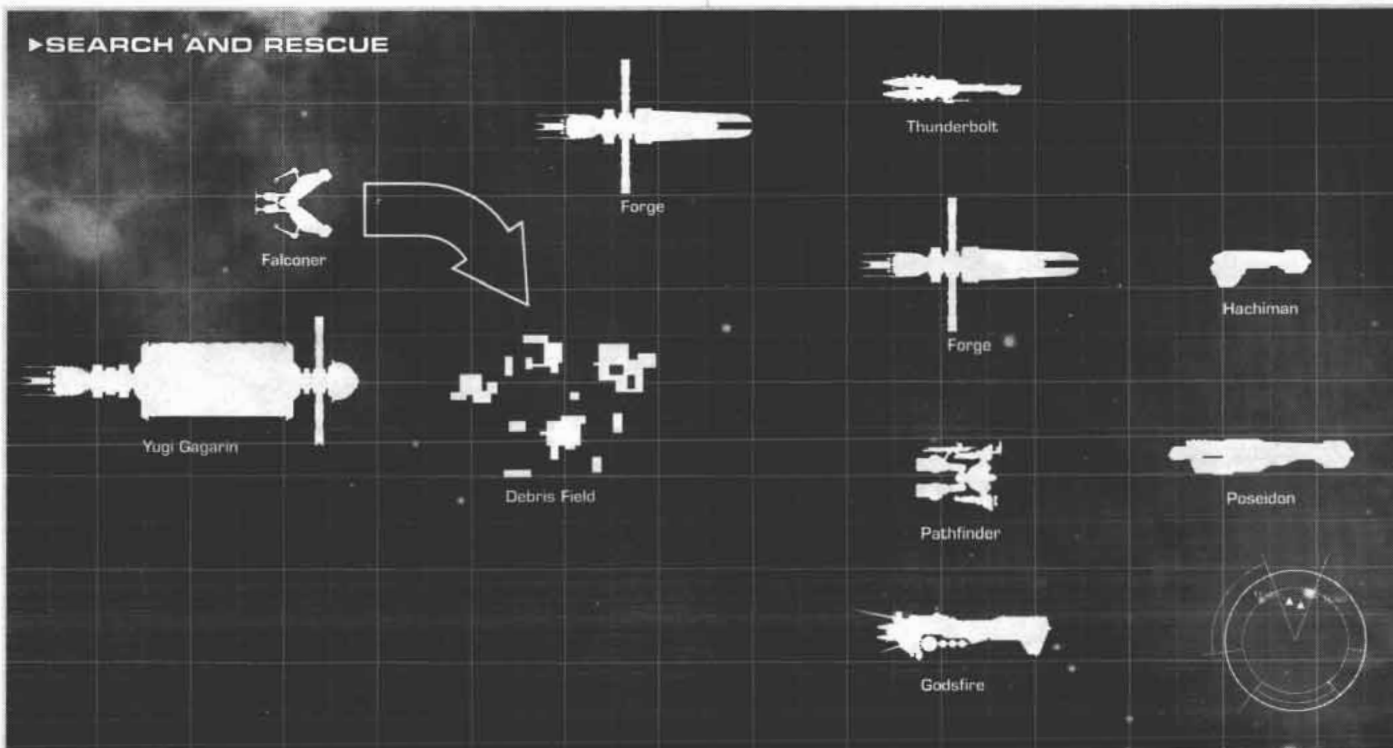 ►SEARCH AND RESCUE
Thunderbolt
Forge
Falconer
Hachiman
Forge
Yugi Gagarin
Debris Field
Poseidon
Pathfinder
Godsfire